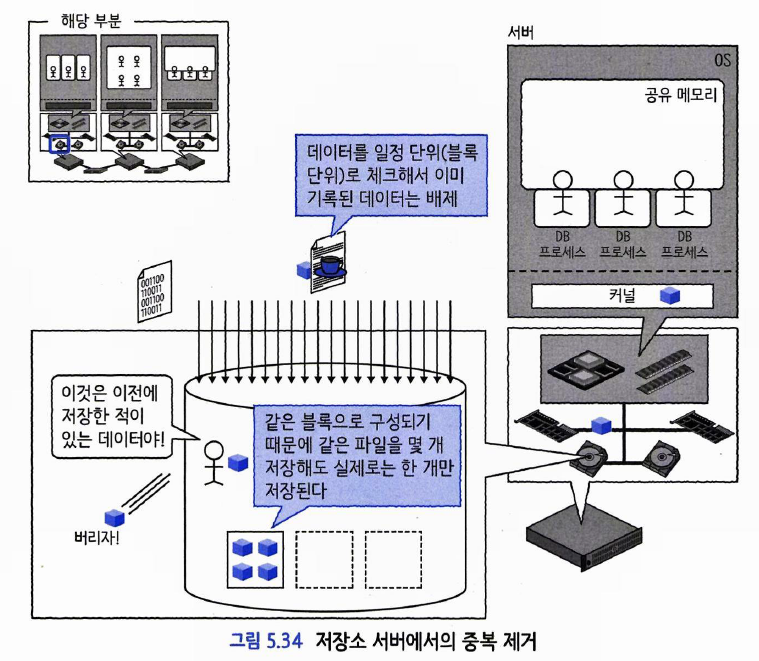 해당 부분
서버
OS
공유 메모리
DB
프로세스
DB
프로세스
DB
프로세스
커널
데이터를 일정 단위(블록
단위)로 체크해서 이미
기록된 데이터는 배제
001100
110011
001100
110011
이것은 이전에
저장한 적이
있는 데이터야!
같은 블록으로 구성되기
때문에 같은 파일을 몇 개
저장해도 실제로는 한 개만
저장된다
버리자!
그림 5.34 저장소 서버에서의 중복 제거